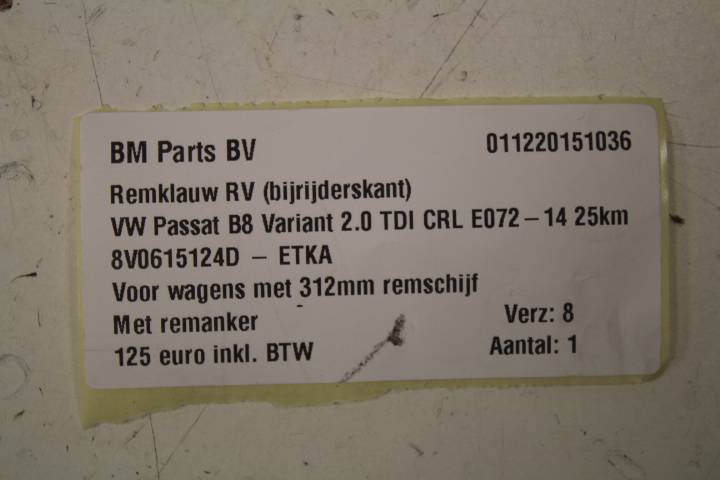 BM Parts BV 011220151036
Remklauw RV (bijrijderskant)
VW Passat B8 Variant 2.0 TDI CRL E072 – 14 25km
8V0615124D – ETKA
Voor wagens met 312mm remschijf
Met remanker Verz: 8
125 euro inkl. BTW Aantal: 1